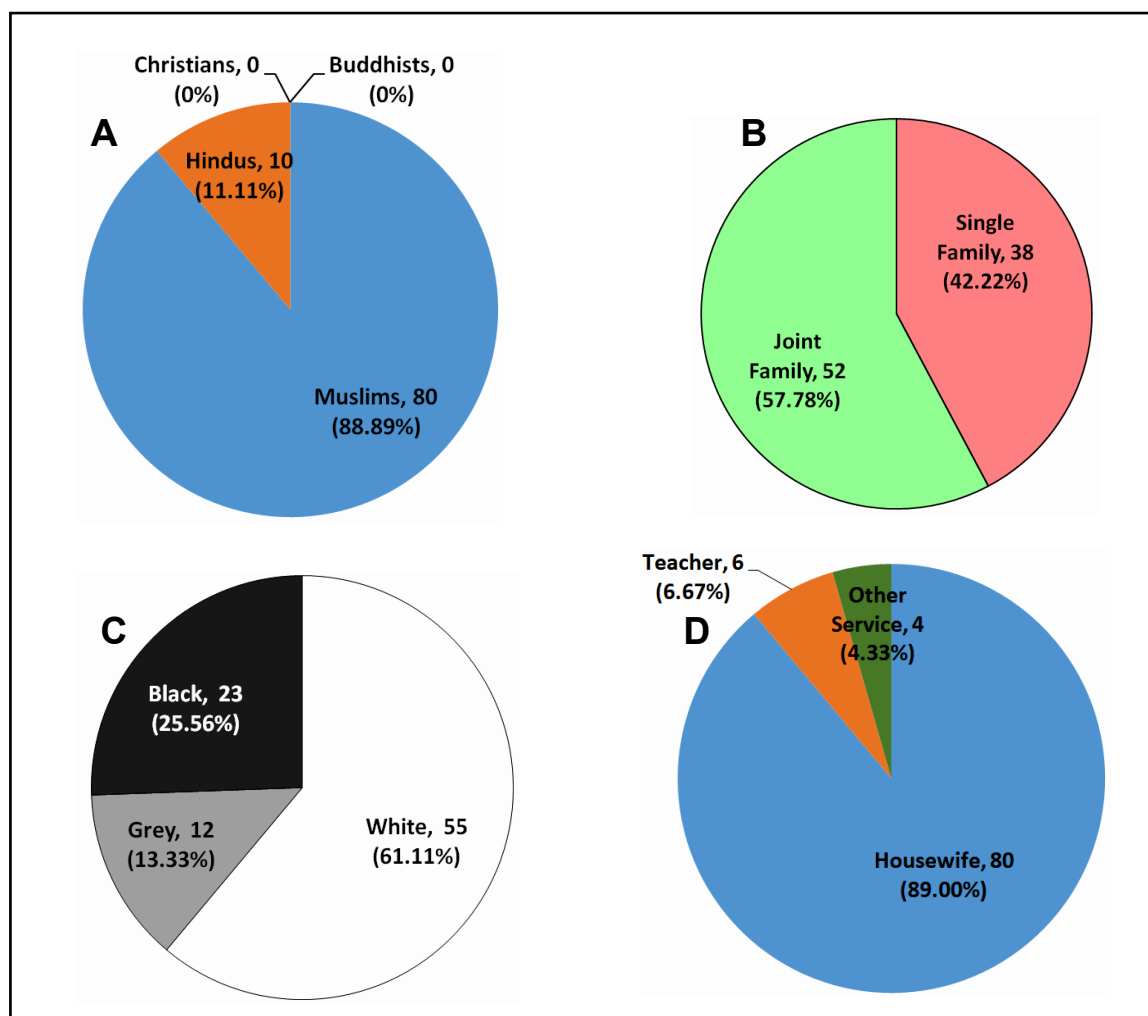 A
Christians, 0
(0%)
Buddhists, 0
(0%)
Hindus, 10
(11.11%)
Muslims, 80
(88.89%)
B
Single
Family, 38
(42.22%)
Joint
Family, 52
(57.78%)
C
Black, 23
(25.56%)
Grey, 12
(13.33%)
White, 55
(61.11%)
D
Teacher, 6
(6.67%)
Other
Service, 4
(4.33%)
Housewife, 80
(89.00%)